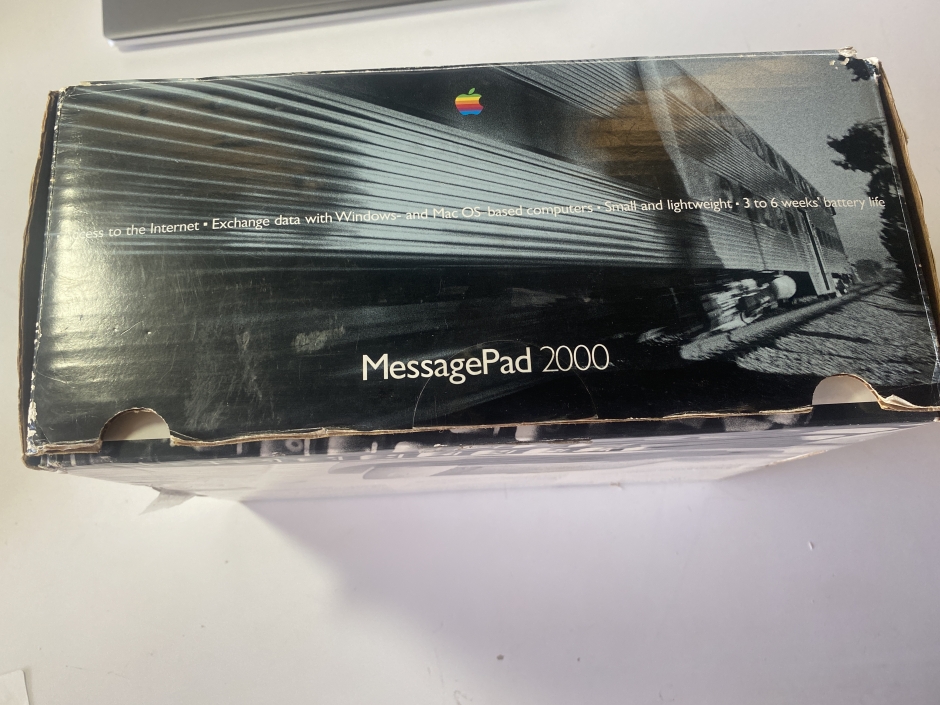 to the Internet • Exchange data with Windows- and Mac OS-based computers • Small and lightweight • 3 to 6 weeks' battery life
MessagePad 2000